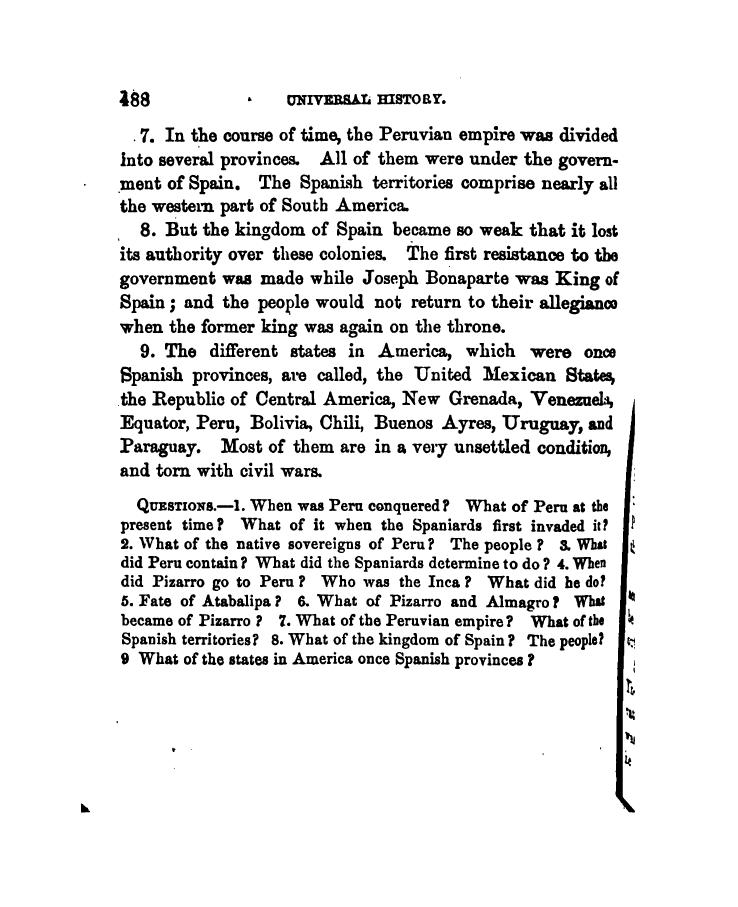 488 UNIVERSAL HISTORY.
7. In the course of time, the Peruvian empire was divided
into several provinces. All of them were under the govern-
ment of Spain. The Spanish territories comprise nearly all
the western part of South America.
8. But the kingdom of Spain became so weak that it lost
its authority over these colonies. The first resistance to the
government was made while Joseph Bonaparte was King of
Spain; and the people would not return to their allegiance
when the former king was again on the throne.
9. The different states in America, which were once
Spanish provinces, are called, the United Mexican States,
the Republic of Central America, New Grenada, Venezuela,
Equator, Peru, Bolivia, Chili, Buenos Ayres, Uruguay, and
Paraguay. Most of them are in a very unsettled condition,
and torn with civil wars.
QUESTIONS.—1. When was Peru conquered? What of Peru at the
present time? What of it when the Spaniards first invaded it?
2. What of the native sovereigns of Peru? The people? 3. What
did Peru contain? What did the Spaniards determine to do? 4. When
did Pizarro go to Peru? Who was the Inca? What did he do?
5. Fate of Atabalipa? 6. What of Pizarro and Almagro? What
became of Pizarro? 7. What of the Peruvian empire? What of the
Spanish territories? 8. What of the kingdom of Spain? The people?
9 What of the states in America once Spanish provinces?